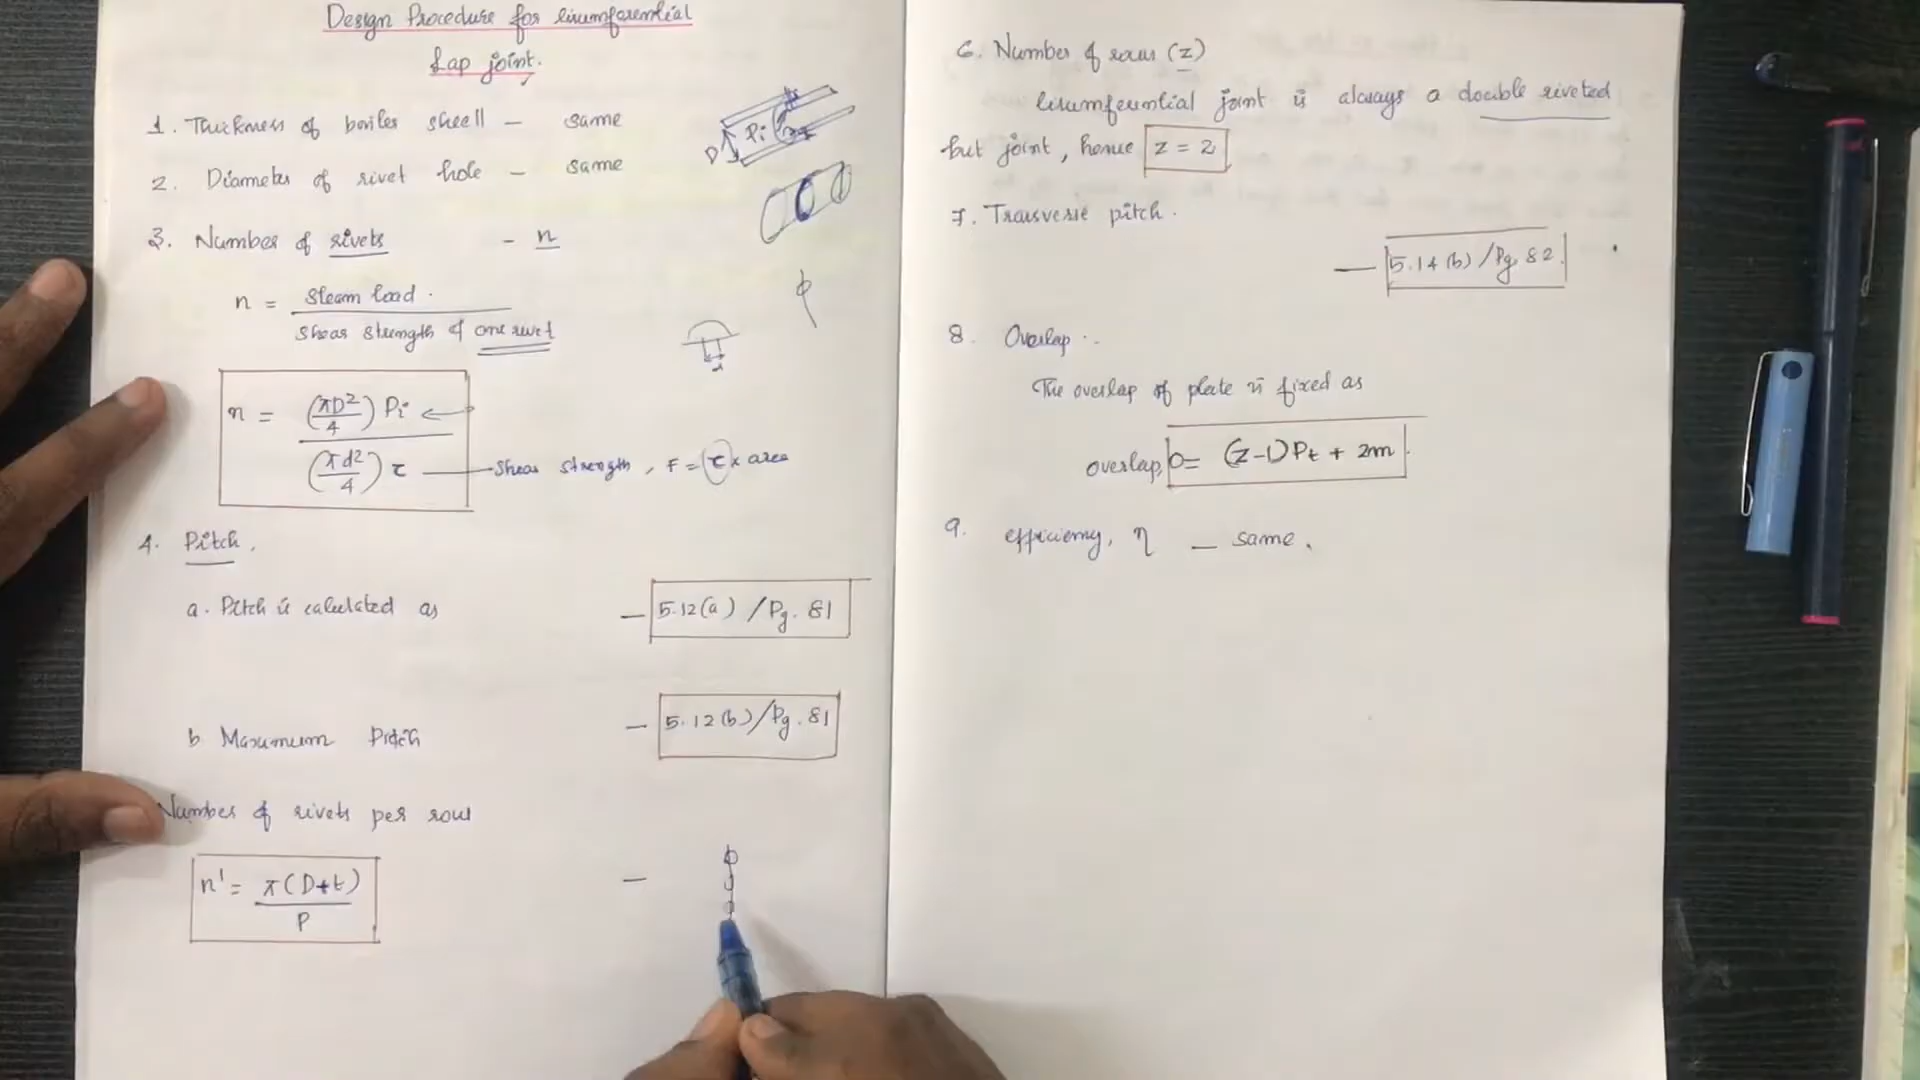 Design Procedure for Circumferential
Lap joint.
1. Thickness of boiler shell – same
2. Diameter of rivet hole – same
3. Number of rivets – n
n = Steam load.
Shear strength of one rivet
n = (πD²/4) Pi
(πd²/4) τ — Shear strength, F = τ × area
D Pi
d
4. Pitch.
a. Pitch is calculated as – 5.12(a) / Pg. 81
b. Maximum Pitch – 5.12(b) / Pg. 81
Number of rivets per row
n' = π(D+t) / P –
6. Number of rows (z)
Circumferential joint is always a double riveted
but joint, hence z = 2
7. Trasverse pitch.
— 5.14(b) / Pg 82.
8. Overlap :-
The overlap of plate is fixed as
overlap, O = (z-1)Pt + 2m.
9. efficiency, η – same.